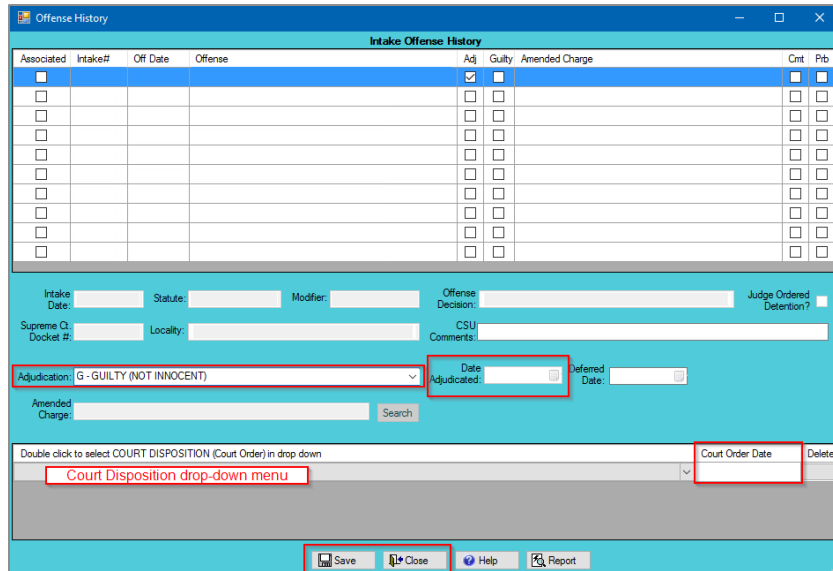 Offense History
Intake Offense History
Associated Intake# Off Date Offense Adj Guilty Amended Charge Cmt Prb
Intake Date: Statute: Modifier: Offense Decision: Judge Ordered Detention?
Supreme Ct. Docket #: Locality: CSU Comments:
Adjudication: G - GUILTY (NOT INNOCENT) Date Adjudicated: Deferred Date:
Amended Charge: Search
Double click to select COURT DISPOSITION (Court Order) in drop down Court Order Date Delete
Court Disposition drop-down menu
Save Close Help Report